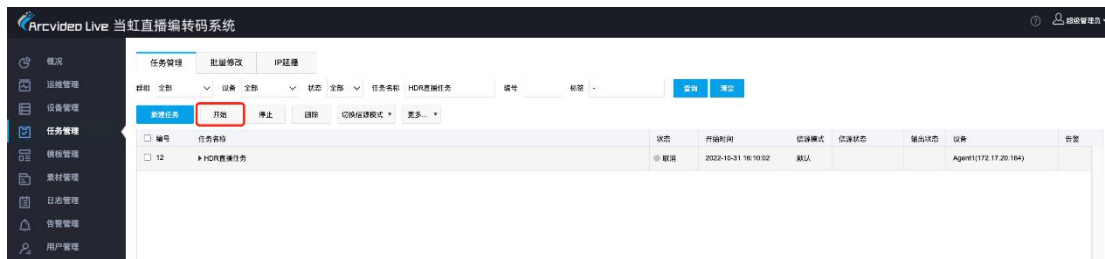 Arcvideo Live 当虹直播编转码系统
超级管理员
概况
运维管理
设备管理
任务管理
模板管理
素材管理
日志管理
告警管理
用户管理
任务管理 批量修改 IP延播
群组 全部 设备 全部 状态 全部 任务名称 HDR直播任务 编号 标签 - 查询 清空
新建任务 开始 停止 删除 切换信源模式 更多...
编号 任务名称 状态 开始时间 信源模式 信源状态 输出状态 设备 告警
12 HDR直播任务 取消 2022-10-31 16:10:02 默认 Agent1(172.17.20.164)